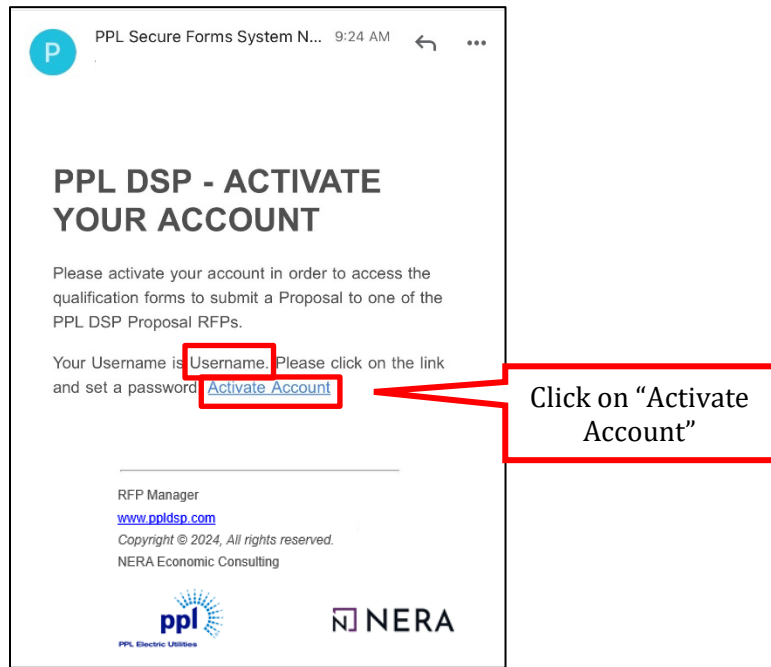 P
PPL Secure Forms System N... 9:24 AM
PPL DSP - ACTIVATE
YOUR ACCOUNT
Please activate your account in order to access the
qualification forms to submit a Proposal to one of the
PPL DSP Proposal RFPs.
Your Username is Username. Please click on the link
and set a password Activate Account
Click on “Activate
Account”
RFP Manager
www.ppldsp.com
Copyright © 2024, All rights reserved.
NERA Economic Consulting
ppl
PPL Electric Utilities
NERA